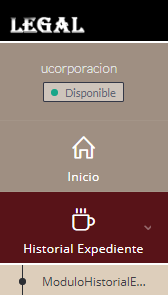 LEGAL
ucorporacion
Disponible
Inicio
Historial Expediente
ModuloHistorialE...